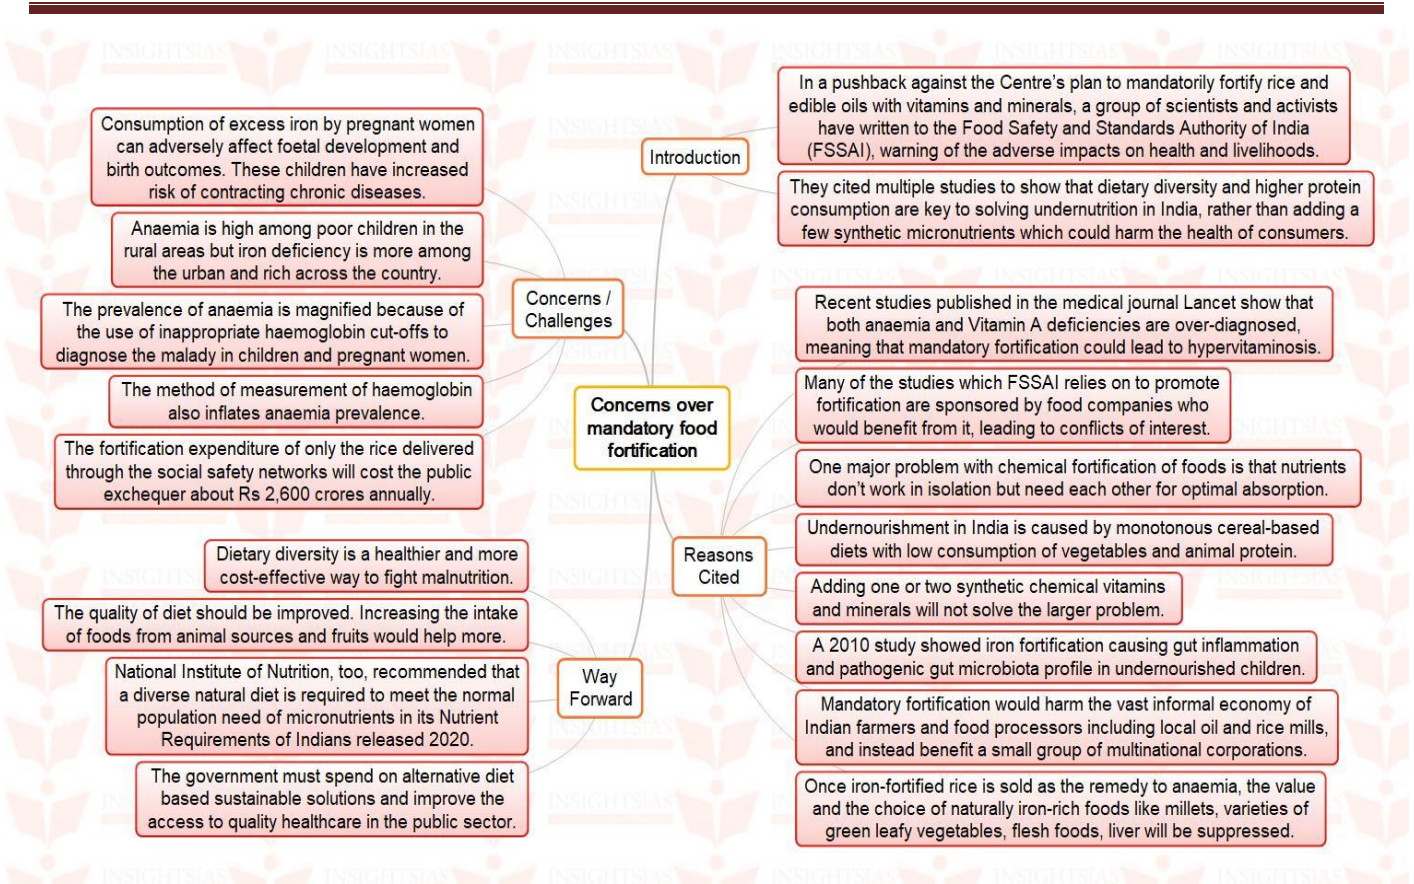 Concerns over
mandatory food
fortification
Introduction
In a pushback against the Centre's plan to mandatorily fortify rice and
edible oils with vitamins and minerals, a group of scientists and activists
have written to the Food Safety and Standards Authority of India
(FSSAI), warning of the adverse impacts on health and livelihoods.
They cited multiple studies to show that dietary diversity and higher protein
consumption are key to solving undernutrition in India, rather than adding a
few synthetic micronutrients which could harm the health of consumers.
Reasons
Cited
Recent studies published in the medical journal Lancet show that
both anaemia and Vitamin A deficiencies are over-diagnosed,
meaning that mandatory fortification could lead to hypervitaminosis.
Many of the studies which FSSAI relies on to promote
fortification are sponsored by food companies who
would benefit from it, leading to conflicts of interest.
One major problem with chemical fortification of foods is that nutrients
don't work in isolation but need each other for optimal absorption.
Undernourishment in India is caused by monotonous cereal-based
diets with low consumption of vegetables and animal protein.
Adding one or two synthetic chemical vitamins
and minerals will not solve the larger problem.
A 2010 study showed iron fortification causing gut inflammation
and pathogenic gut microbiota profile in undernourished children.
Mandatory fortification would harm the vast informal economy of
Indian farmers and food processors including local oil and rice mills,
and instead benefit a small group of multinational corporations.
Once iron-fortified rice is sold as the remedy to anaemia, the value
and the choice of naturally iron-rich foods like millets, varieties of
green leafy vegetables, flesh foods, liver will be suppressed.
Concerns /
Challenges
Consumption of excess iron by pregnant women
can adversely affect foetal development and
birth outcomes. These children have increased
risk of contracting chronic diseases.
Anaemia is high among poor children in the
rural areas but iron deficiency is more among
the urban and rich across the country.
The prevalence of anaemia is magnified because of
the use of inappropriate haemoglobin cut-offs to
diagnose the malady in children and pregnant women.
The method of measurement of haemoglobin
also inflates anaemia prevalence.
The fortification expenditure of only the rice delivered
through the social safety networks will cost the public
exchequer about Rs 2,600 crores annually.
Way
Forward
Dietary diversity is a healthier and more
cost-effective way to fight malnutrition.
The quality of diet should be improved. Increasing the intake
of foods from animal sources and fruits would help more.
National Institute of Nutrition, too, recommended that
a diverse natural diet is required to meet the normal
population need of micronutrients in its Nutrient
Requirements of Indians released 2020.
The government must spend on alternative diet
based sustainable solutions and improve the
access to quality healthcare in the public sector.
INSIGHTSIAS